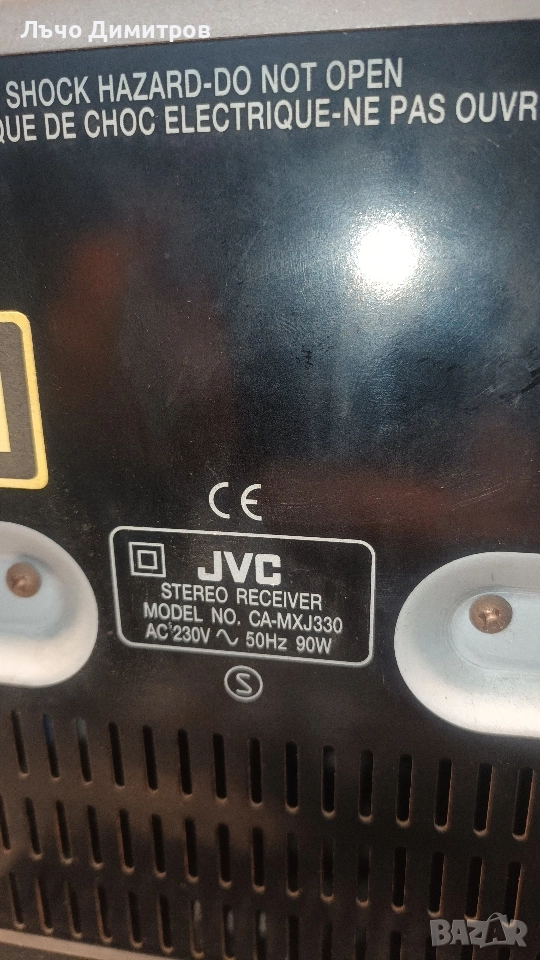 Лъчо Димитров
SHOCK HAZARD-DO NOT OPEN
QUE DE CHOC ELECTRIQUE-NE PAS OUVR
CE
JVC
STEREO RECEIVER
MODEL NO. CA-MXJ330
AC 230V ∿ 50Hz 90W
S
BAZAR